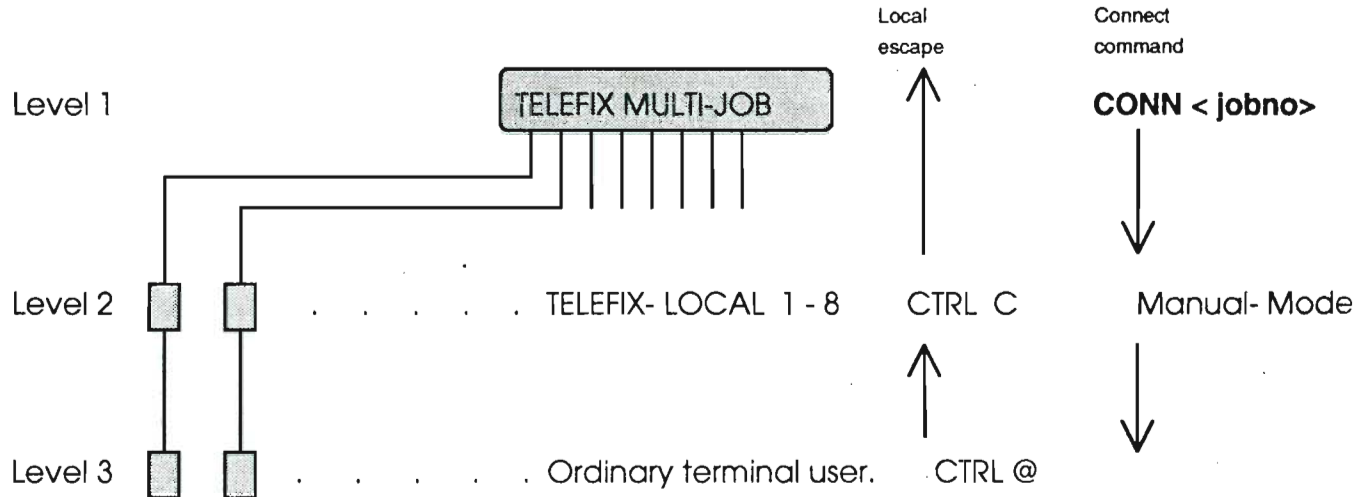 Local
escape
Connect
command
Level 1
TELEFIX MULTI-JOB
CONN < jobno>
Level 2
. . . . . TELEFIX- LOCAL 1 - 8
CTRL C
Manual- Mode
Level 3
. . . . . Ordinary terminal user.
CTRL @